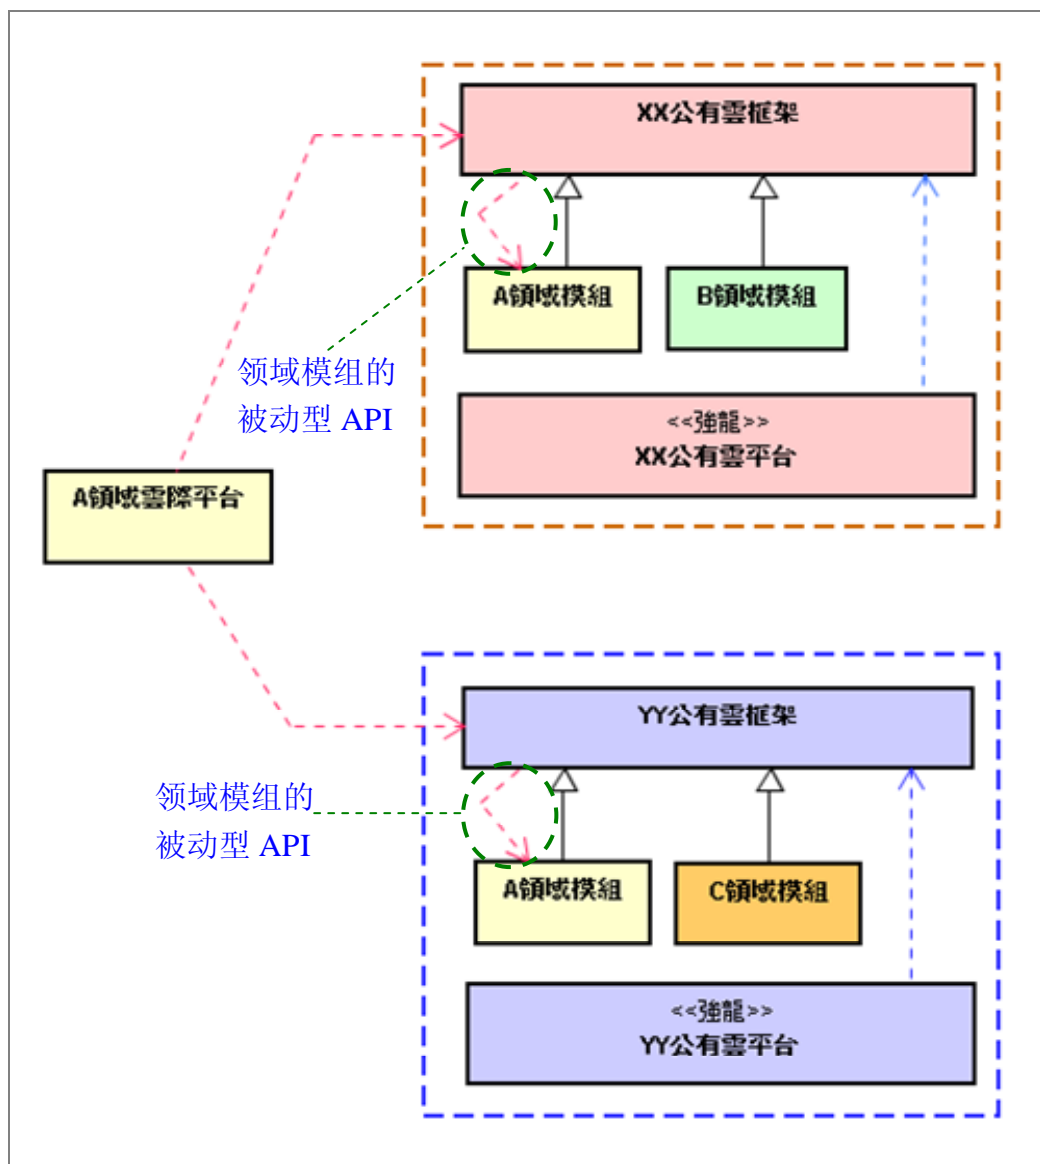 XX公有雲框架
A領域模組
B領域模組
领域模组的
被动型 API
<<強龍>>
XX公有雲平台
A領域雲際平台
YY公有雲框架
领域模组的
被动型 API
A領域模組
C領域模組
<<強龍>>
YY公有雲平台